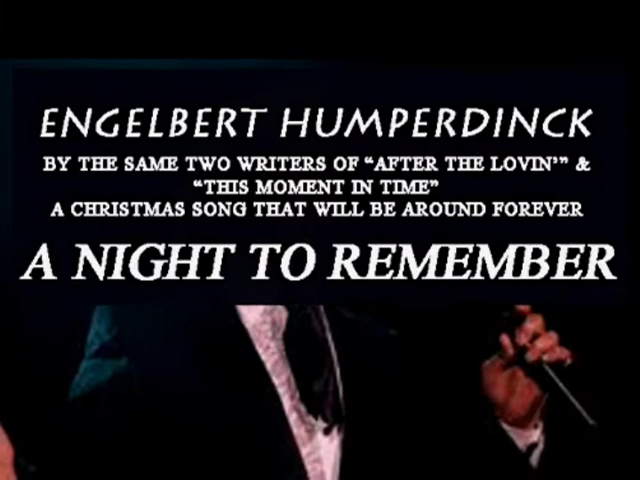 ENGELBERT HUMPERDINCK
BY THE SAME TWO WRITERS OF “AFTER THE LOVIN’” &
“THIS MOMENT IN TIME”
A CHRISTMAS SONG THAT WILL BE AROUND FOREVER
A NIGHT TO REMEMBER